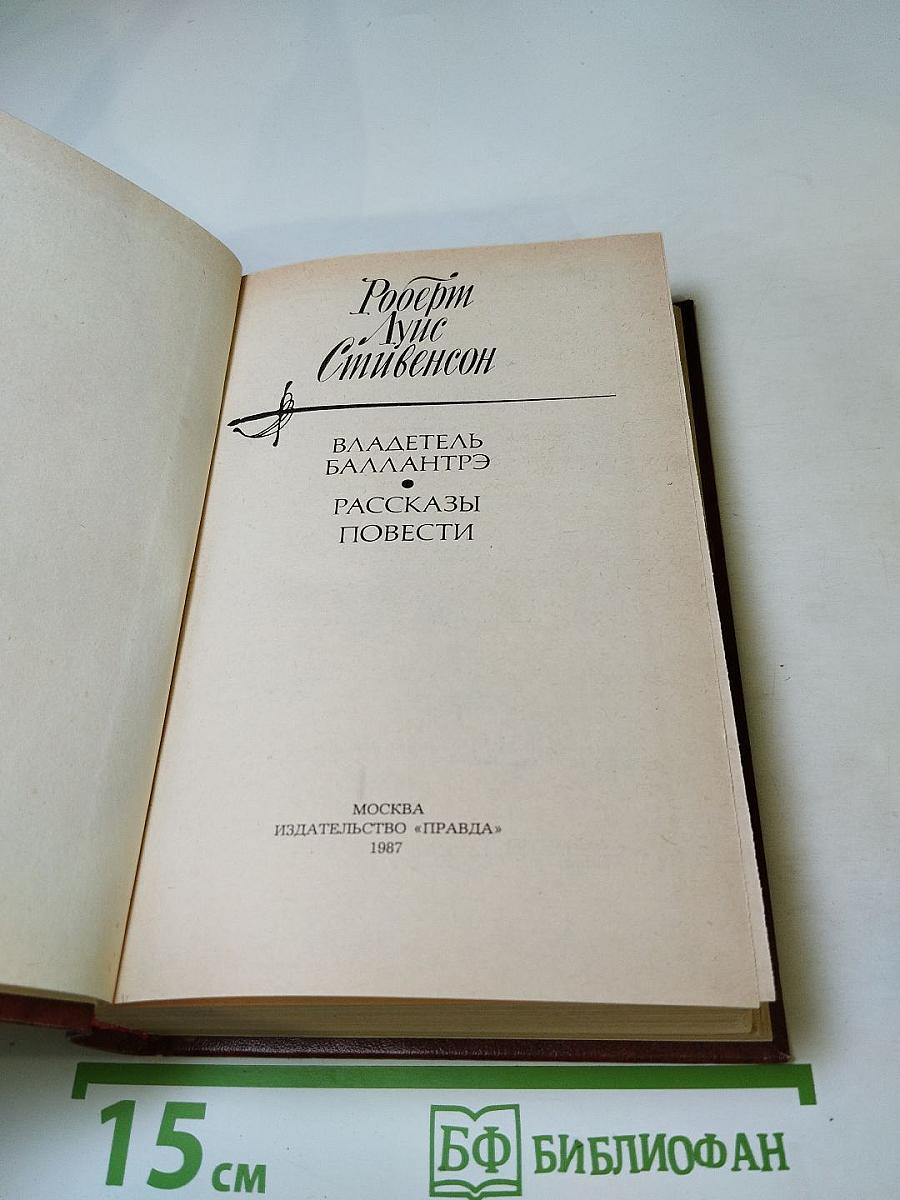 Роберт
Луис
Стивенсон
ВЛАДЕТЕЛЬ
БАЛЛАНТРЭ
•
РАССКАЗЫ
ПОВЕСТИ
МОСКВА
ИЗДАТЕЛЬСТВО «ПРАВДА»
1987
15 см
БФ БИБЛИОФАН